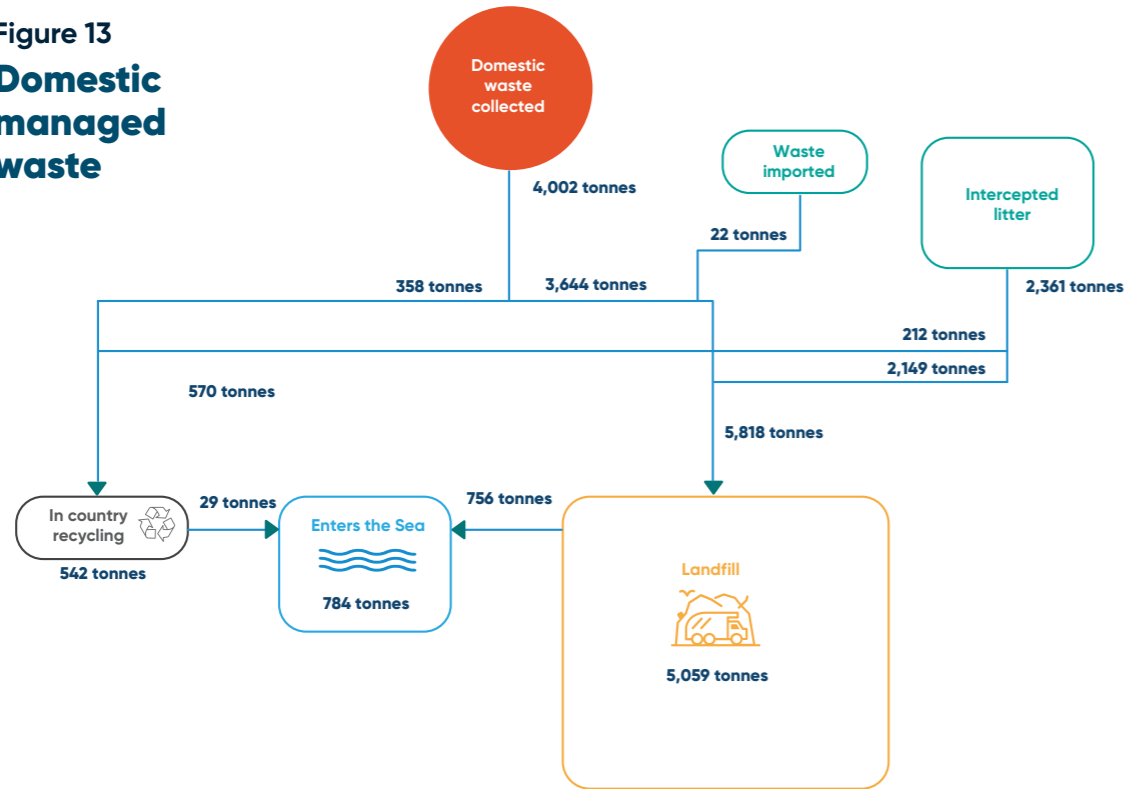 Figure 13
Domestic
managed
waste
Domestic
waste
collected
4,002 tonnes
Waste
imported
22 tonnes
Intercepted
litter
2,361 tonnes
358 tonnes
3,644 tonnes
212 tonnes
2,149 tonnes
570 tonnes
5,818 tonnes
In country
recycling
542 tonnes
29 tonnes
Enters the Sea
784 tonnes
756 tonnes
Landfill
5,059 tonnes